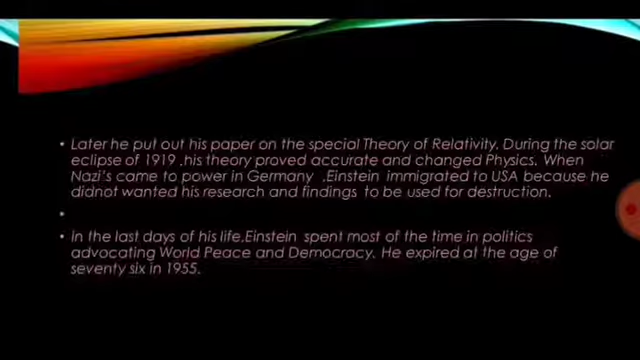 • Later he put out his paper on the special Theory of Relativity. During the solar
eclipse of 1919 ,his theory proved accurate and changed Physics. When
Nazi's came to power in Germany ,Einstein immigrated to USA because he
didnot wanted his research and findings to be used for destruction.
•
• In the last days of his life,Einstein spent most of the time in politics
advocating World Peace and Democracy. He expired at the age of
seventy six in 1955.